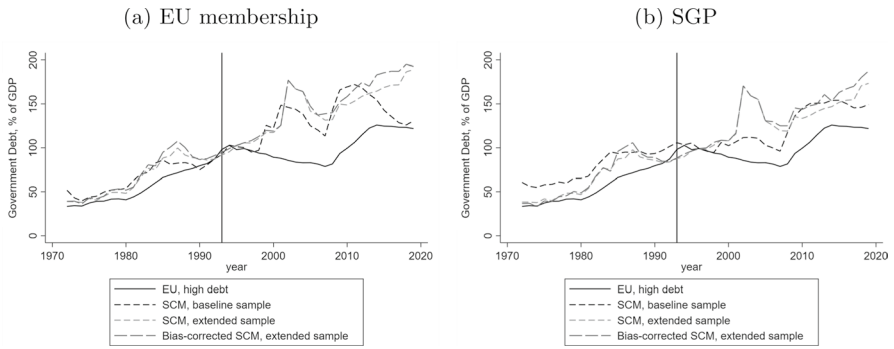 (a) EU membership
(b) SGP
Government Debt, % of GDP
200
150
100
50
0
1970 1980 1990 2000 2010 2020
year
EU, high debt
SCM, baseline sample
SCM, extended sample
Bias-corrected SCM, extended sample
Government Debt, % of GDP
200
150
100
50
0
1970 1980 1990 2000 2010 2020
year
EU, high debt
SCM, baseline sample
SCM, extended sample
Bias-corrected SCM, extended sample